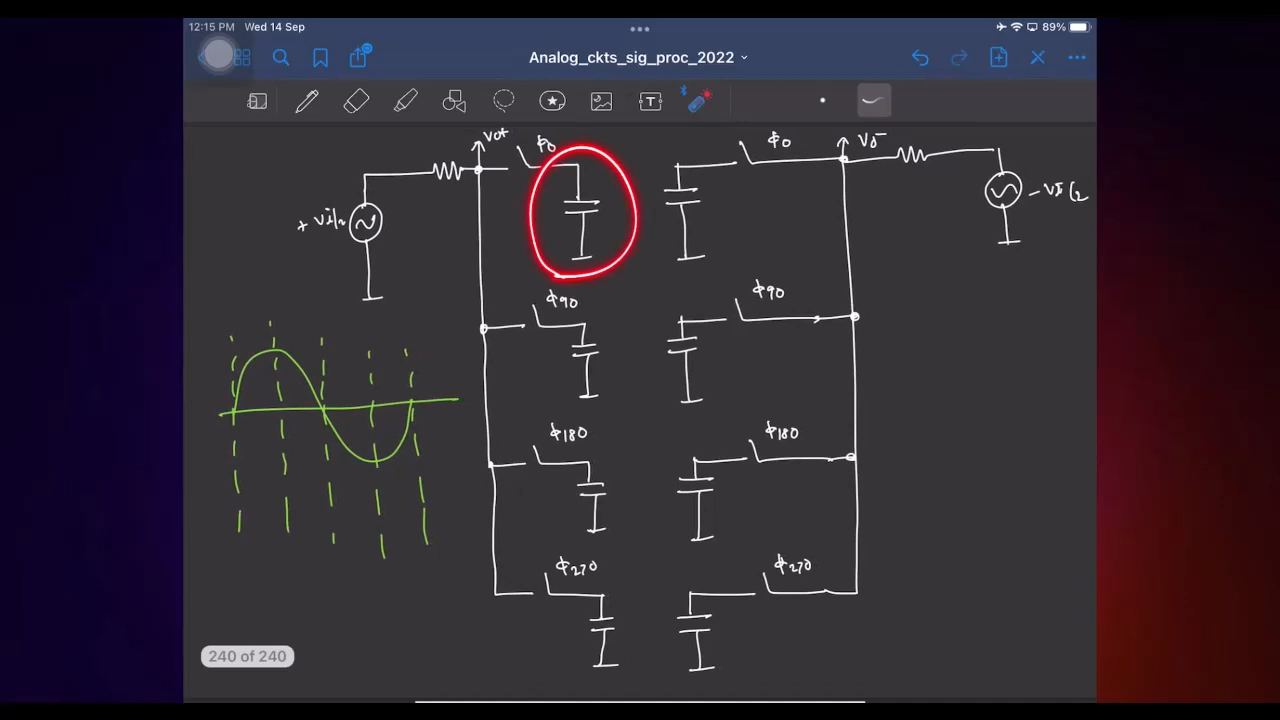 12:15 PM Wed 14 Sep
89%
Analog_ckts_sig_proc_2022
T
Vo+
ϕ0
ϕ0
Vo-
+ Vi/2
- Vi/2
ϕ90
ϕ90
ϕ180
ϕ180
ϕ270
ϕ270
240 of 240